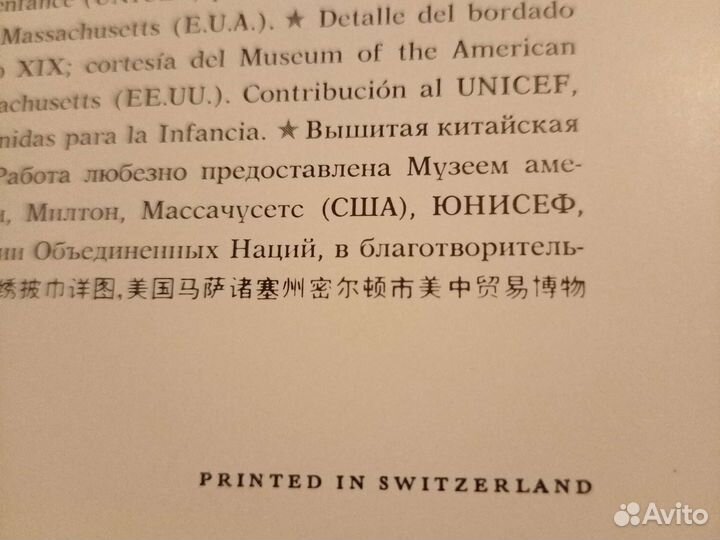 enfance (UNICEF)
Massachusetts (E.U.A.). ★ Detalle del bordado
XIX; cortesía del Museum of the American
achusetts (EE.UU.). Contribución al UNICEF,
nidas para la Infancia. ★ Вышитая китайская
Работа любезно предоставлена Музеем аме-
и, Милтон, Массачусетс (США), ЮНИСЕФ,
ии Объединенных Наций, в благотворитель-
绣披巾详图,美国马萨诸塞州密尔顿市美中贸易博物
PRINTED IN SWITZERLAND
Avito